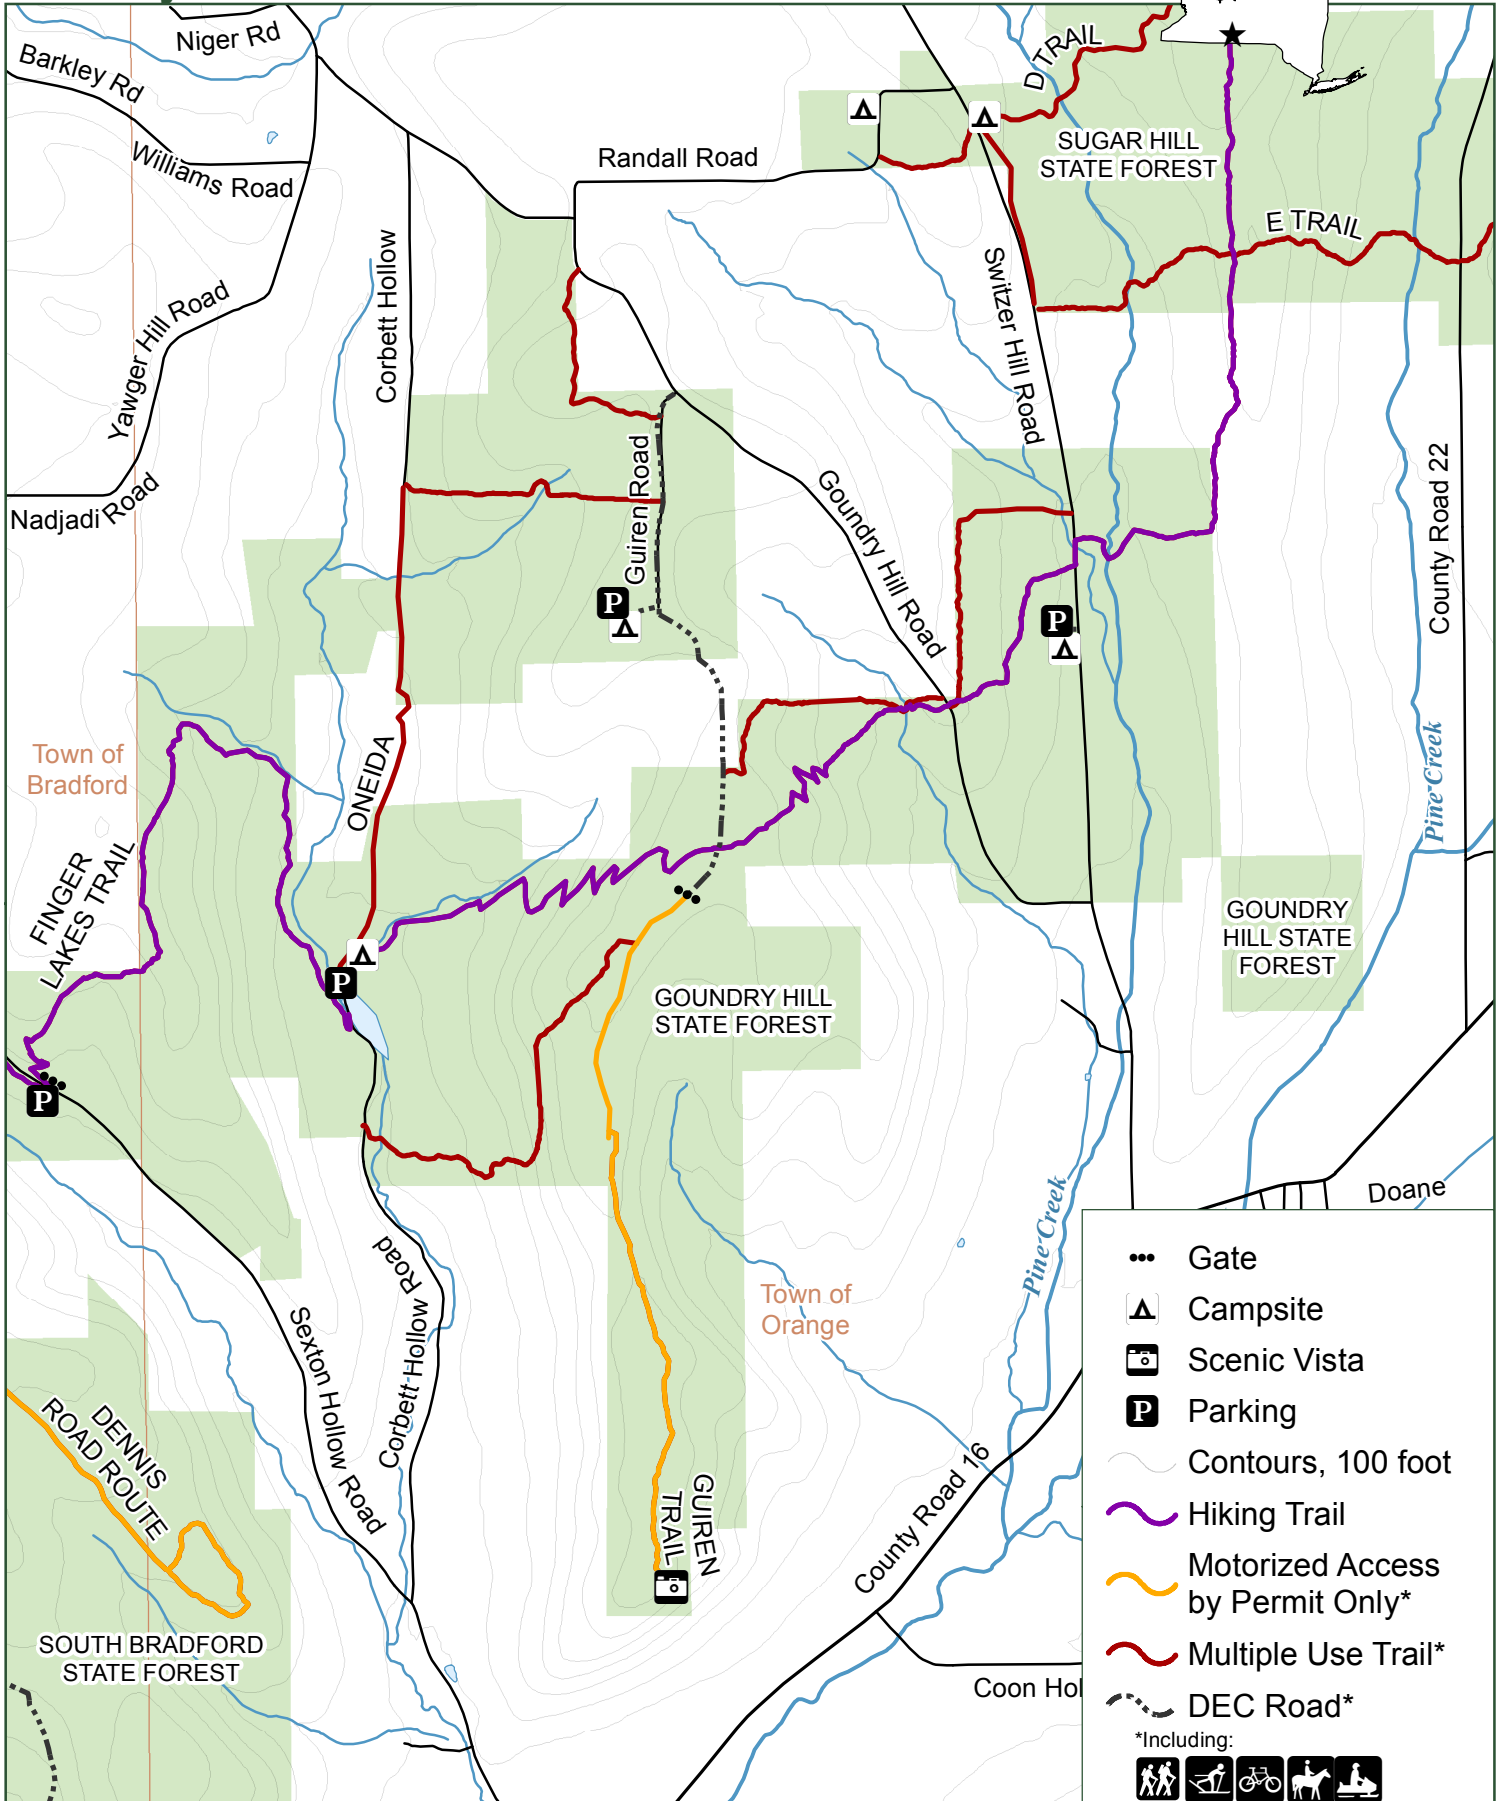 Niger Rd
Barkley Rd
Williams Road
Randall Road
D TRAIL
SUGAR HILL
STATE FOREST
E TRAIL
Corbett Hollow
Yawger Hill Road
Switzer Hill Road
Nadjadi Road
Guiren Road
Goundry Hill Road
County Road 22
P
P
Town of
Bradford
ONEIDA
Pine Creek
FINGER
LAKES TRAIL
GOUNDRY
HILL STATE
FOREST
P
GOUNDRY HILL
STATE FOREST
P
Doane
Pine Creek
Town of
Orange
Sexton Hollow Road
Corbett Hollow Road
DENNIS
ROAD ROUTE
GUIREN
TRAIL
County Road 16
SOUTH BRADFORD
STATE FOREST
Coon Hol
Gate
Campsite
Scenic Vista
P Parking
Contours, 100 foot
Hiking Trail
Motorized Access
by Permit Only*
Multiple Use Trail*
DEC Road*
*Including: